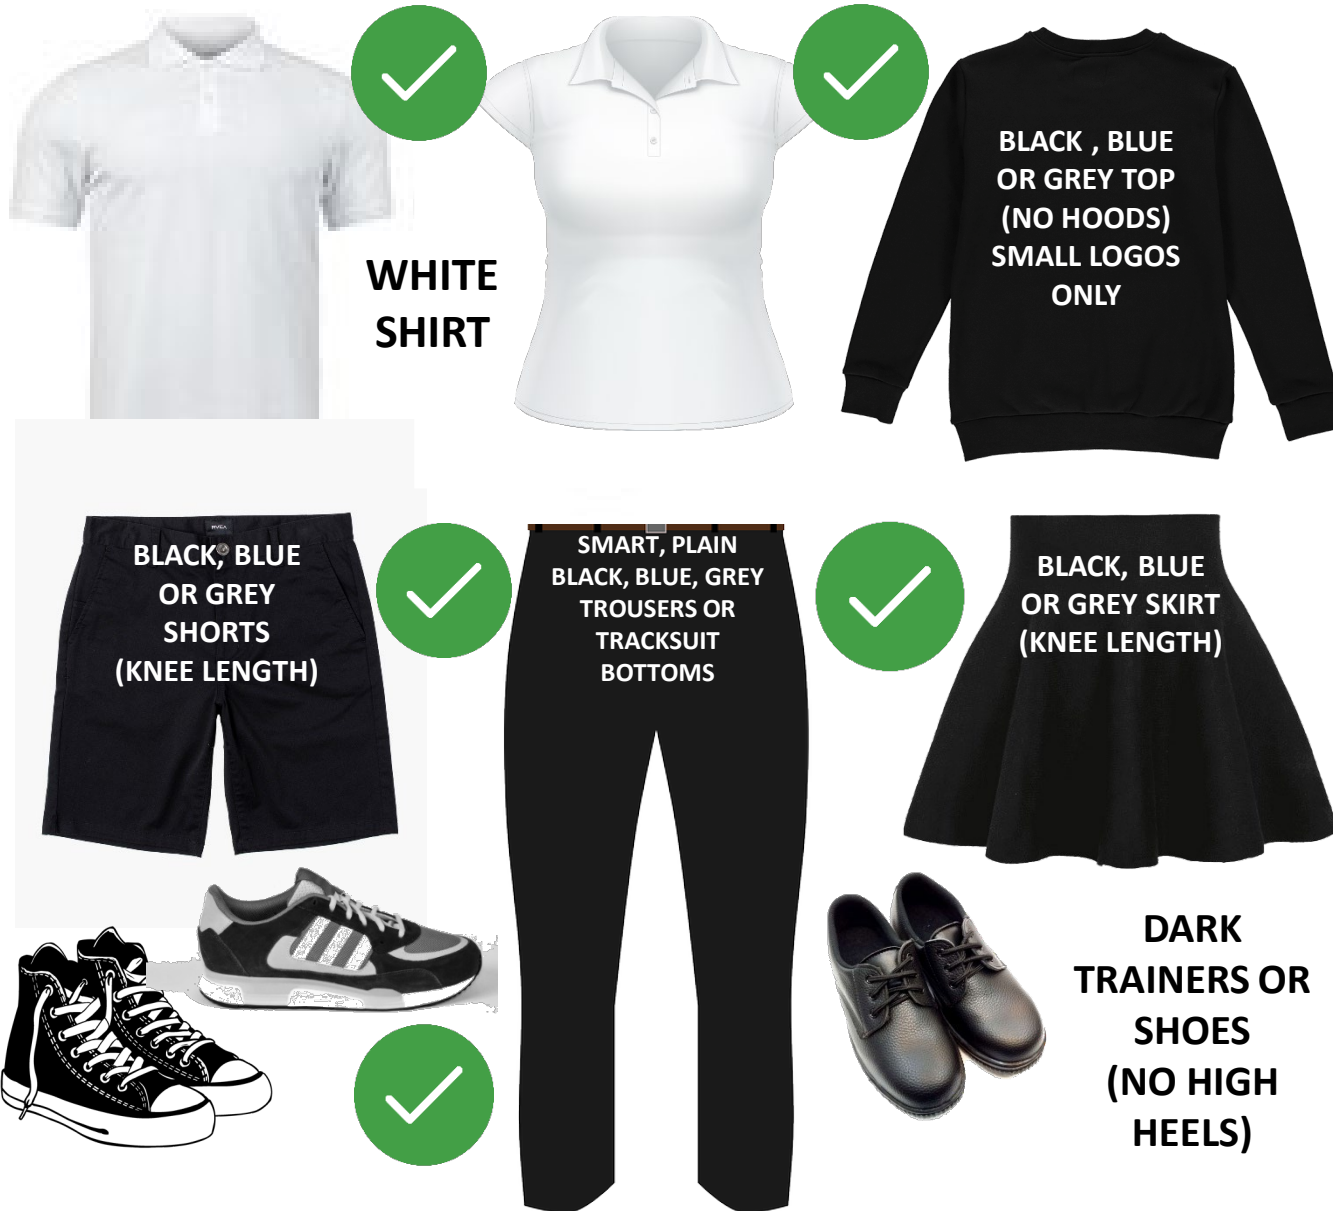 WHITE
SHIRT
BLACK , BLUE
OR GREY TOP
(NO HOODS)
SMALL LOGOS
ONLY
BLACK, BLUE
OR GREY
SHORTS
(KNEE LENGTH)
SMART, PLAIN
BLACK, BLUE, GREY
TROUSERS OR
TRACKSUIT
BOTTOMS
BLACK, BLUE
OR GREY SKIRT
(KNEE LENGTH)
DARK
TRAINERS OR
SHOES
(NO HIGH
HEELS)